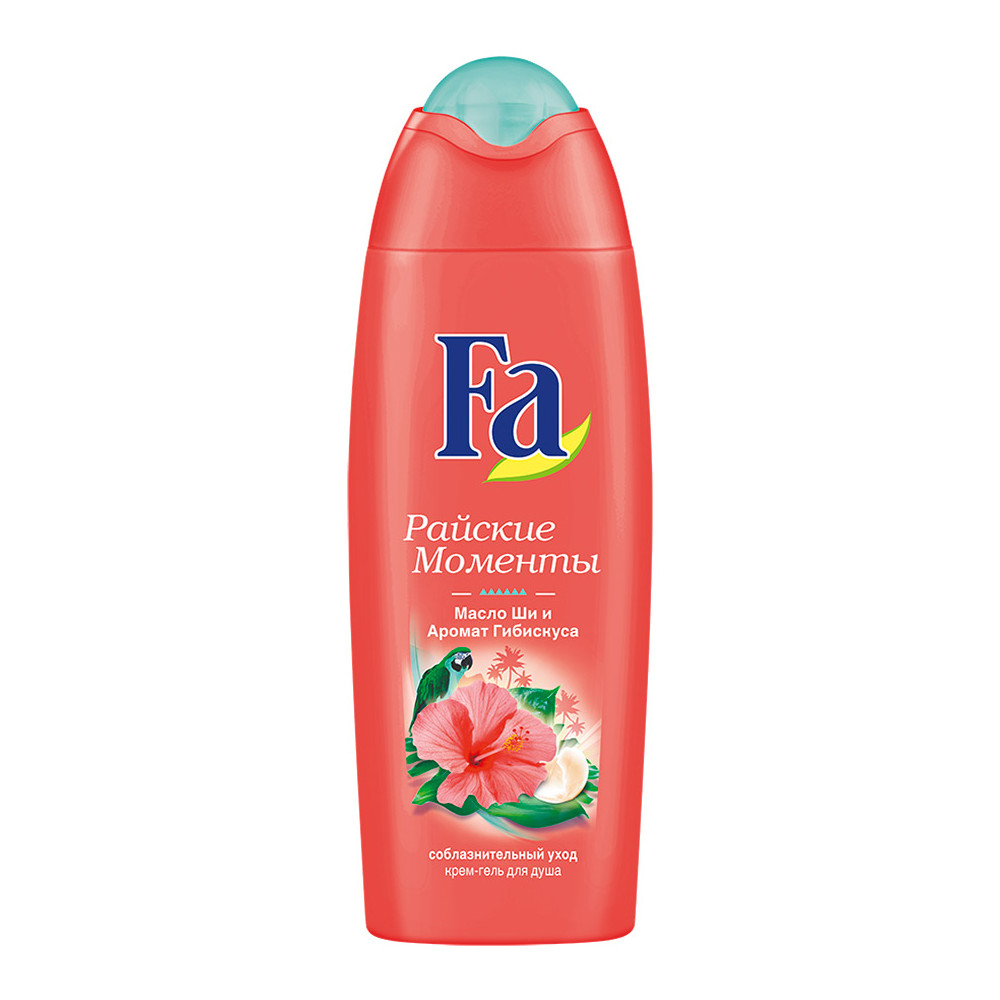 Fa
Райские
Моменты
Масло Ши и
Аромат Гибискуса
соблазнительный уход
крем-гель для душа